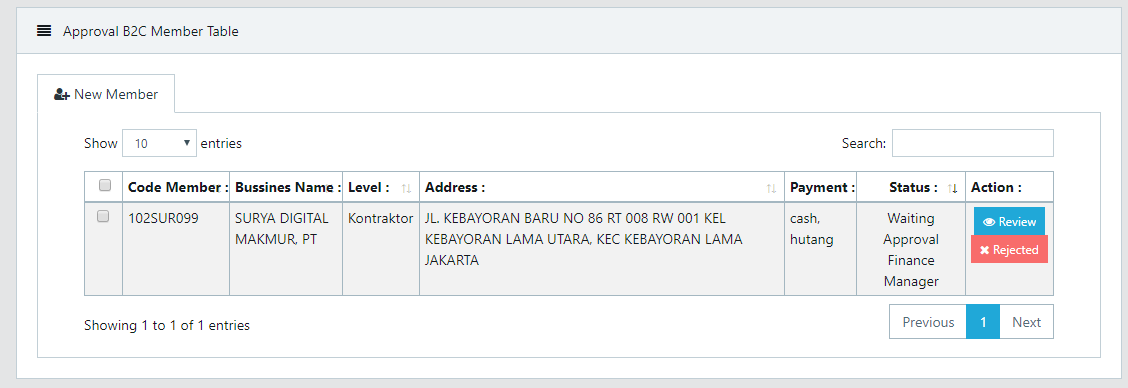 Approval B2C Member Table
New Member
Show 10 entries
Search:
Code Member : Bussines Name : Level : Address : Payment : Status : Action :
102SUR099 SURYA DIGITAL Kontraktor JL. KEBAYORAN BARU NO 86 RT 008 RW 001 KEL cash, Waiting Review
MAKMUR, PT KEBAYORAN LAMA UTARA, KEC KEBAYORAN LAMA hutang Approval Rejected
JAKARTA Finance
Manager
Showing 1 to 1 of 1 entries
Previous 1 Next